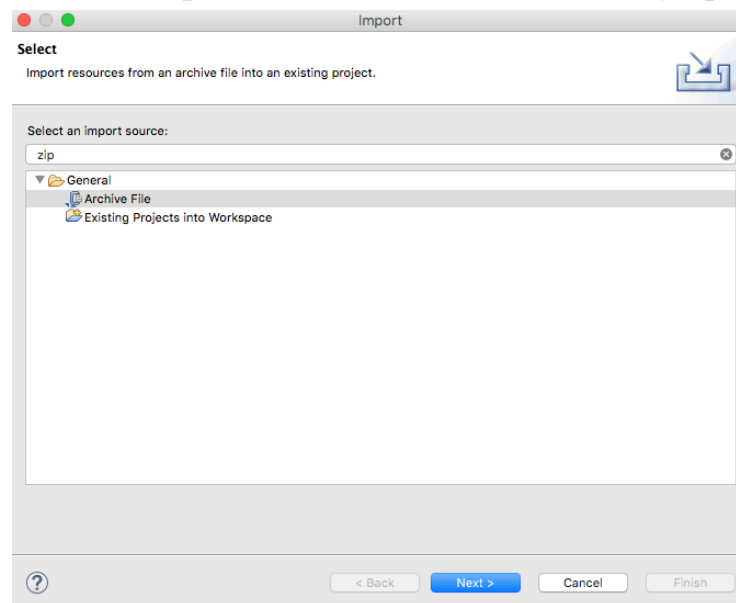 Import
Select
Import resources from an archive file into an existing project.
Select an import source:
zip
General
Archive File
Existing Projects into Workspace
?
< Back
Next >
Cancel
Finish